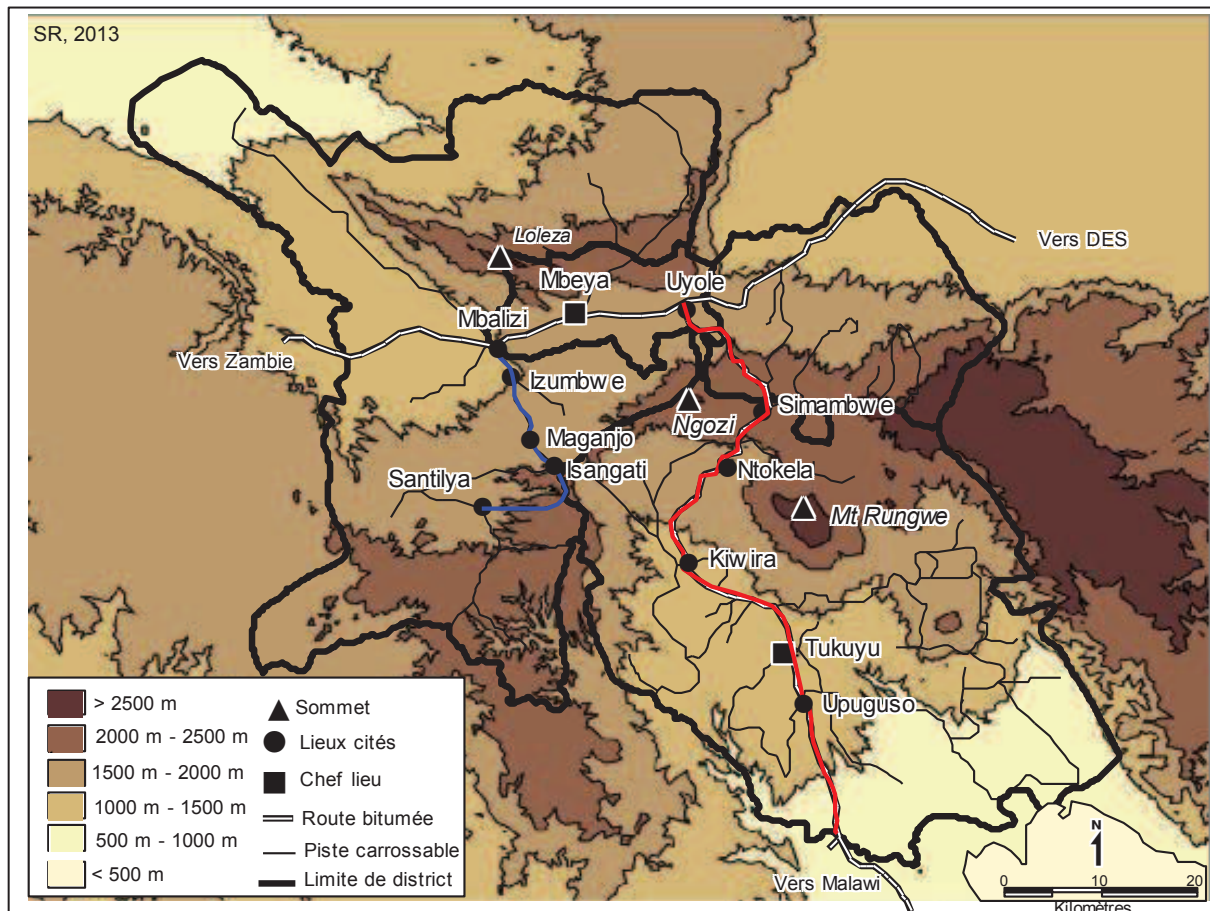 SR, 2013
Loleza
Vers DES
Mbeya
Uyole
Mbalizi
Vers Zambie
Izumbwe
Simambwe
Ngozi
Maganjo
Isangati
Ntokela
Santilya
Mt Rungwe
Kiwira
Tukuyu
Upuguso
> 2500 m
2000 m - 2500 m
1500 m - 2000 m
1000 m - 1500 m
500 m - 1000 m
< 500 m
Sommet
Lieux cités
Chef lieu
Route bitumée
Piste carrossable
Limite de district
Vers Malawi
N
0 10 20
Kilomètres